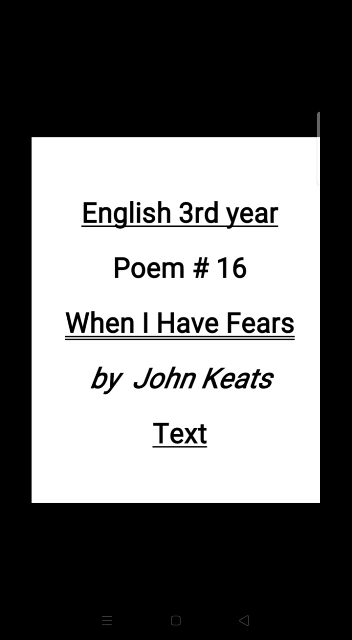 English 3rd year
Poem # 16
When I Have Fears
by John Keats
Text